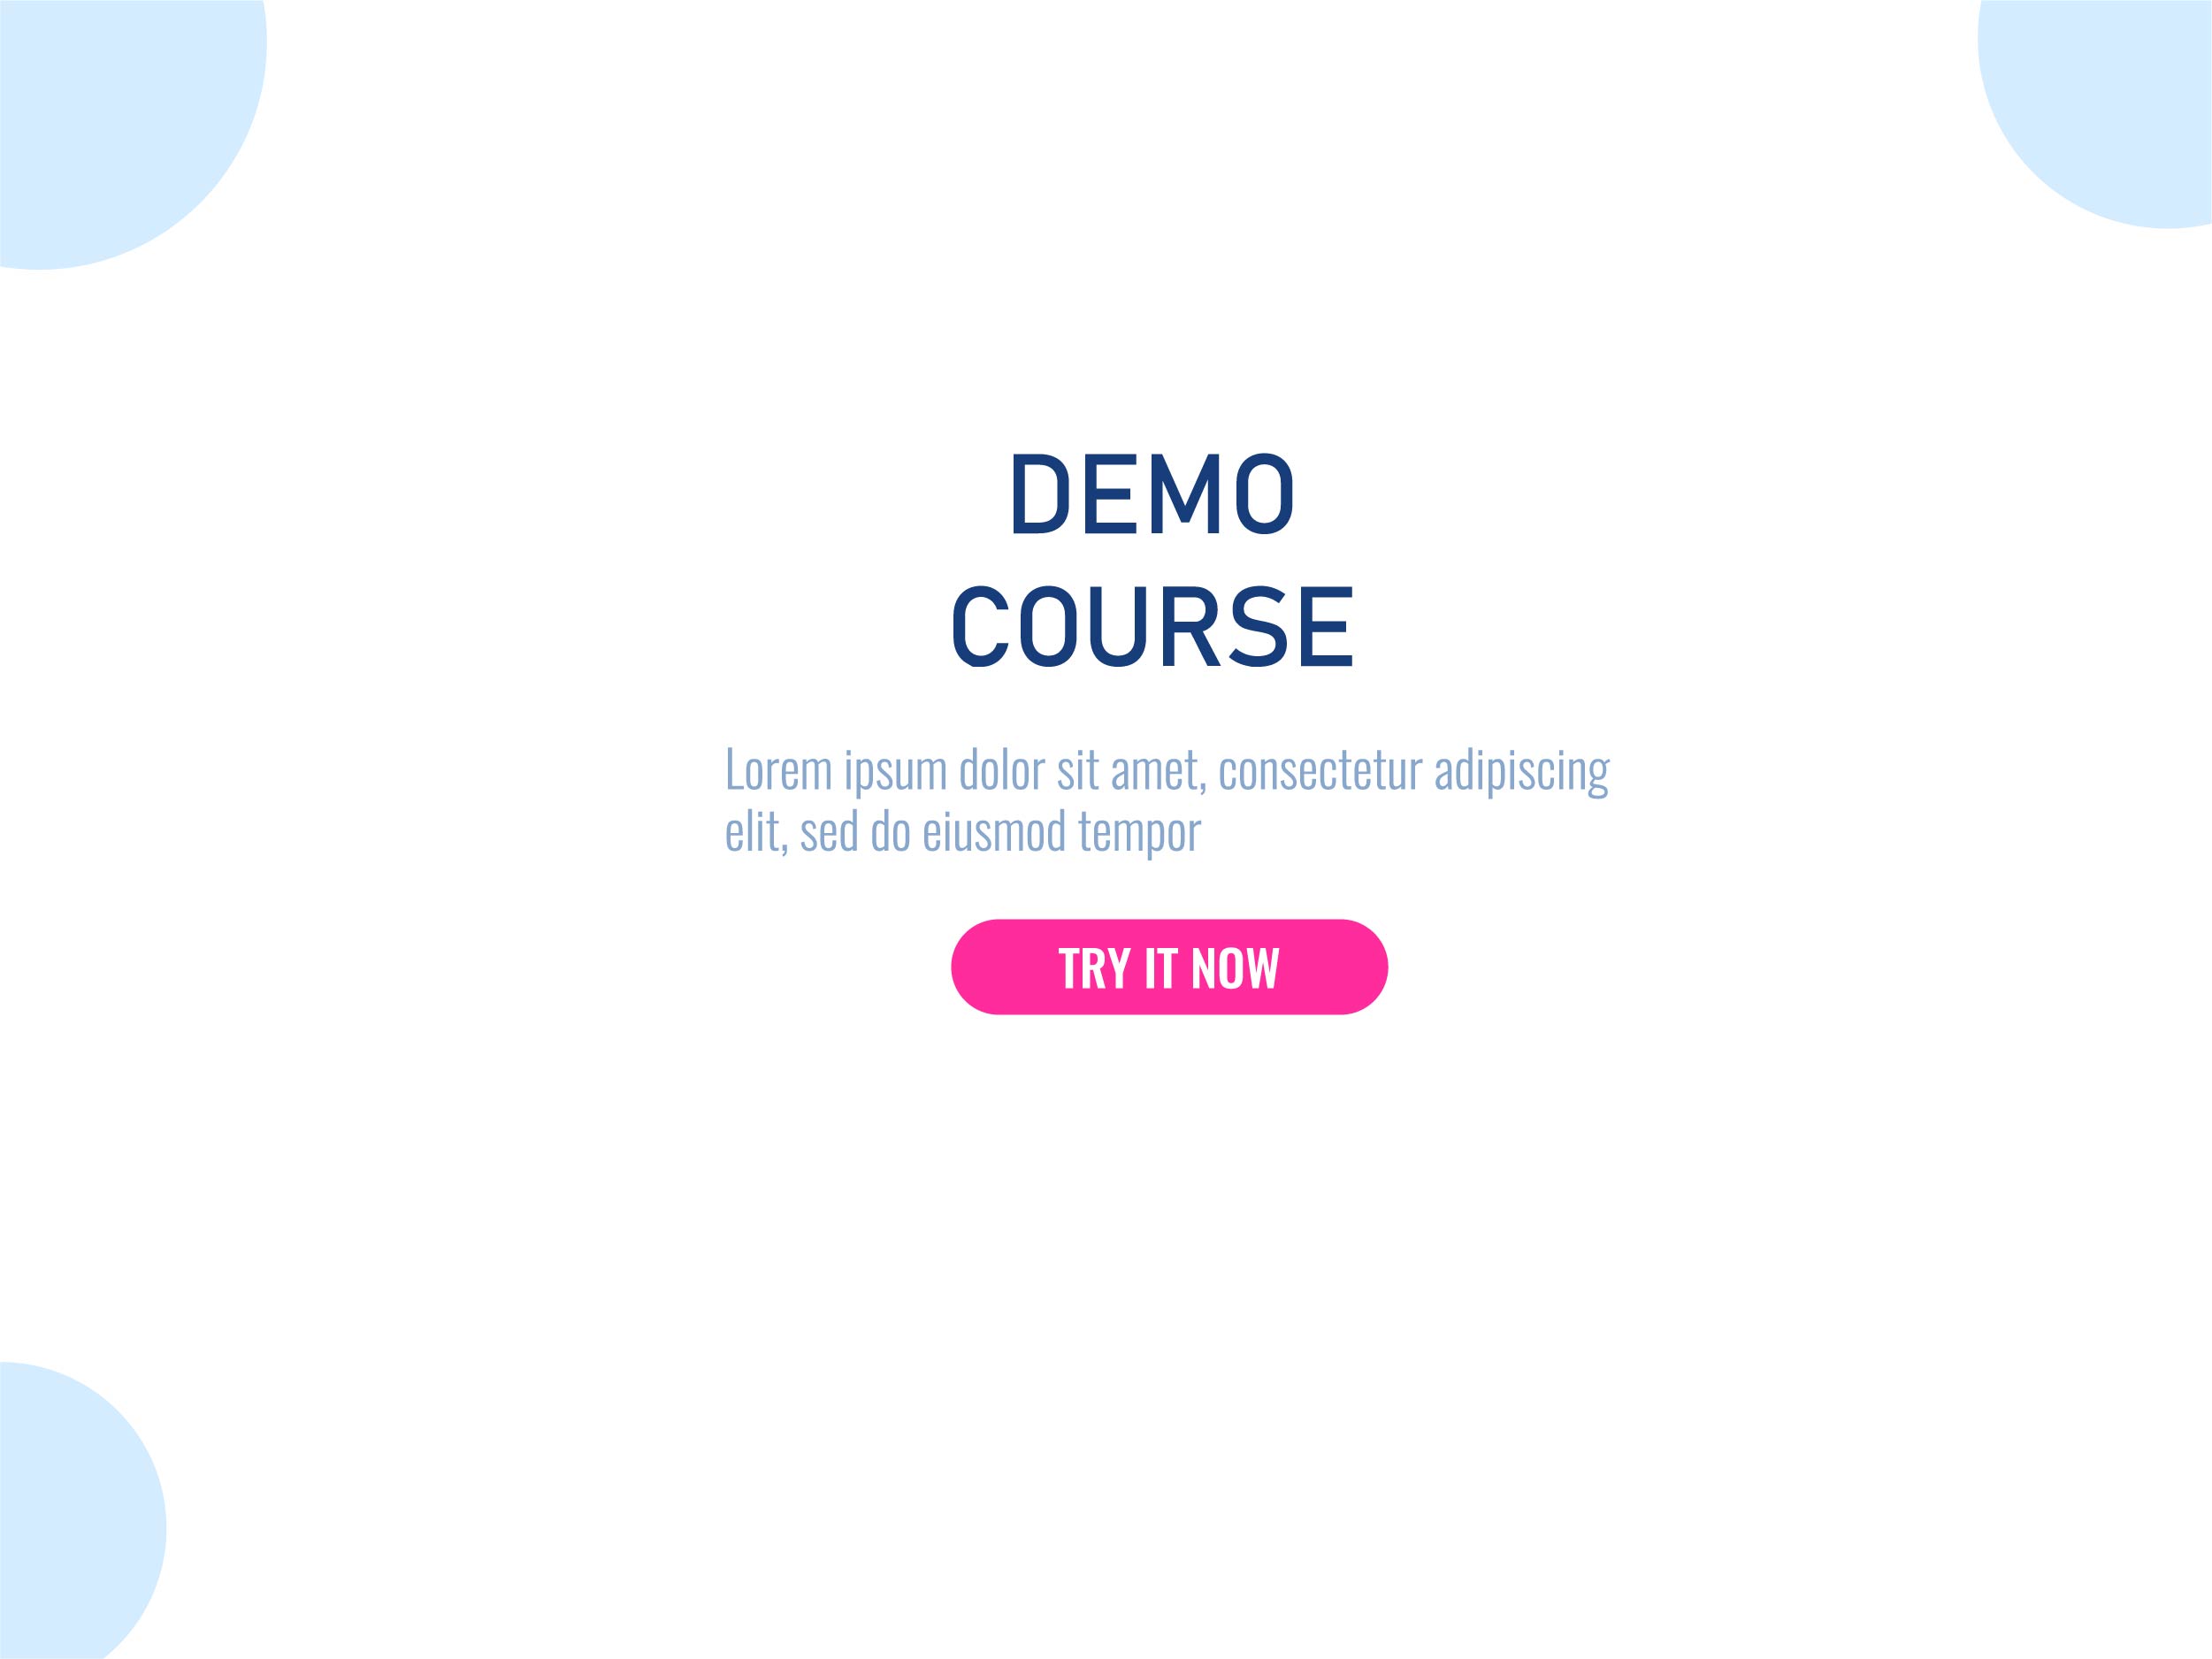 DEMO
COURSE
Lorem ipsum dolor sit amet, consectetur adipiscing
elit, sed do eiusmod tempor
TRY IT NOW